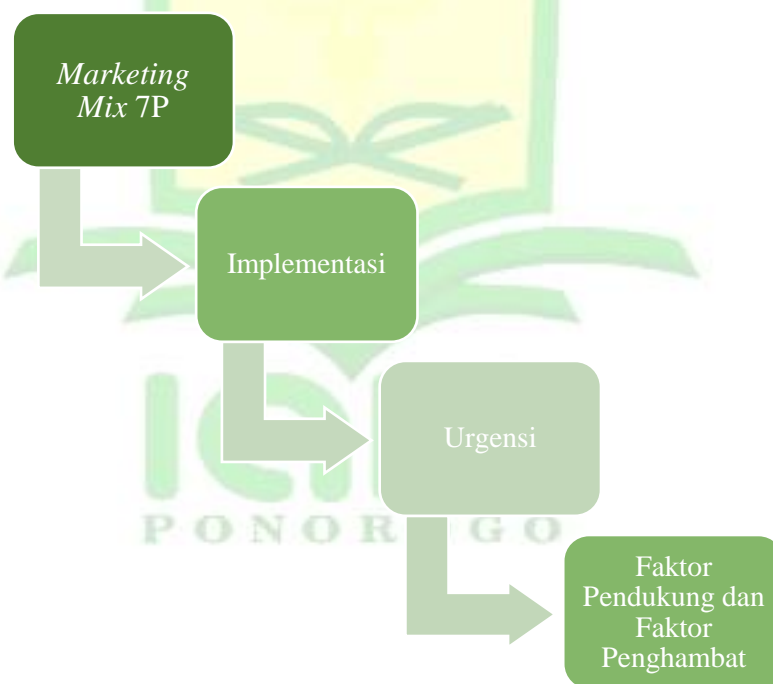 Marketing
Mix 7P
Implementasi
Urgensi
PONOROGO
Faktor
Pendukung dan
Faktor
Penghambat